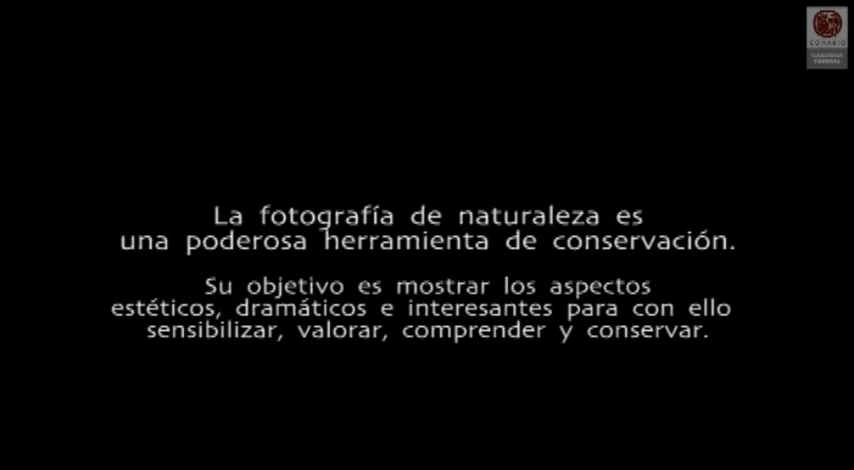 CONABIO
La fotografía de naturaleza es
una poderosa herramienta de conservación.
Su objetivo es mostrar los aspectos
estéticos, dramáticos e interesantes para con ello
sensibilizar, valorar, comprender y conservar.